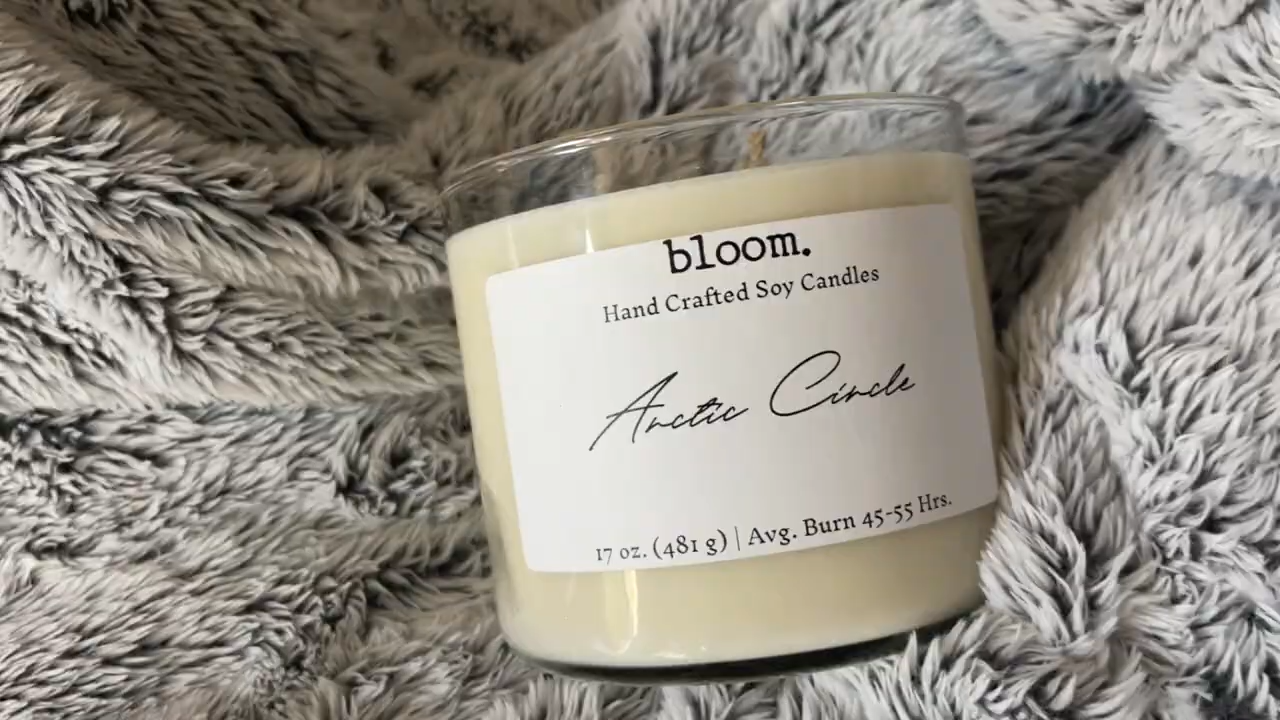 bloom.
Hand Crafted Soy Candles
Arctic Circle
17 oz. (481 g) | Avg. Burn 45-55 Hrs.